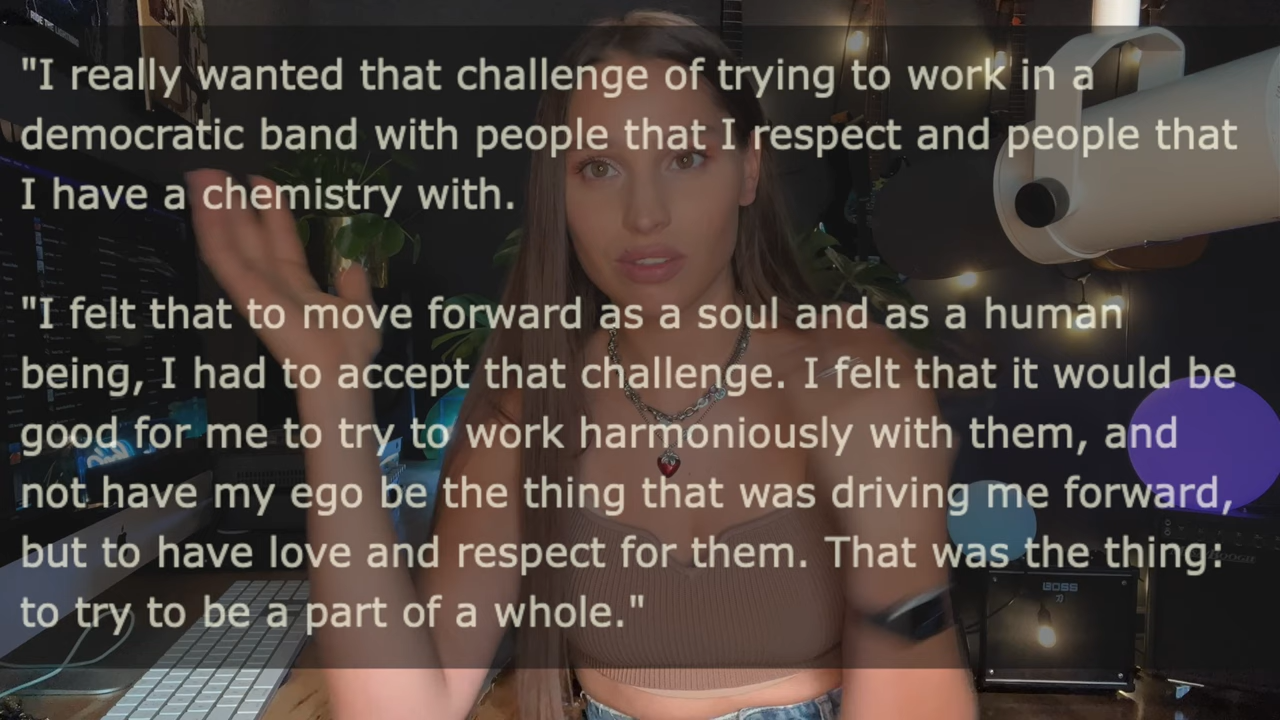 RIDE THE LIGHTNING
"I really wanted that challenge of trying to work in a
democratic band with people that I respect and people that
I have a chemistry with.
"I felt that to move forward as a soul and as a human
being, I had to accept that challenge. I felt that it would be
good for me to try to work harmoniously with them, and
not have my ego be the thing that was driving me forward,
but to have love and respect for them. That was the thing:
to try to be a part of a whole."
BOSS